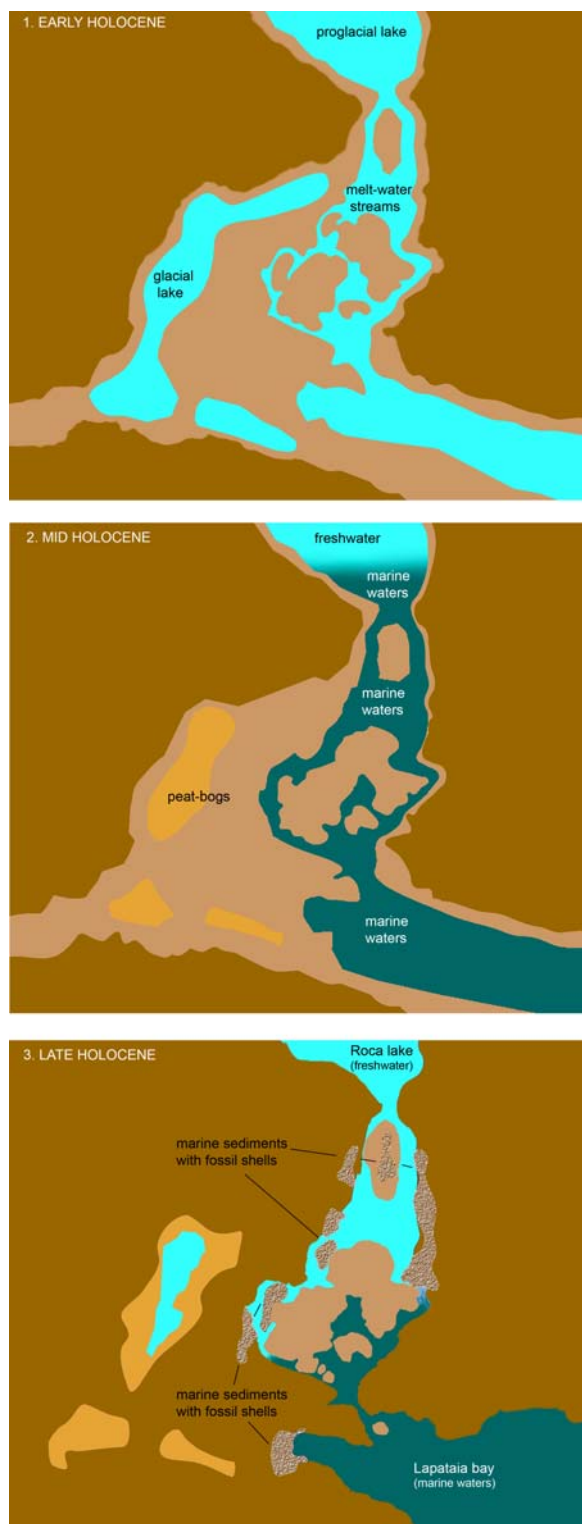 1. EARLY HOLOCENE
proglacial lake
melt-water
streams
glacial
lake
2. MID HOLOCENE
freshwater
marine
waters
marine
waters
peat-bogs
marine
waters
3. LATE HOLOCENE
Roca lake
(freshwater)
marine sediments
with fossil shells
marine sediments
with fossil shells
Lapataia bay
(marine waters)